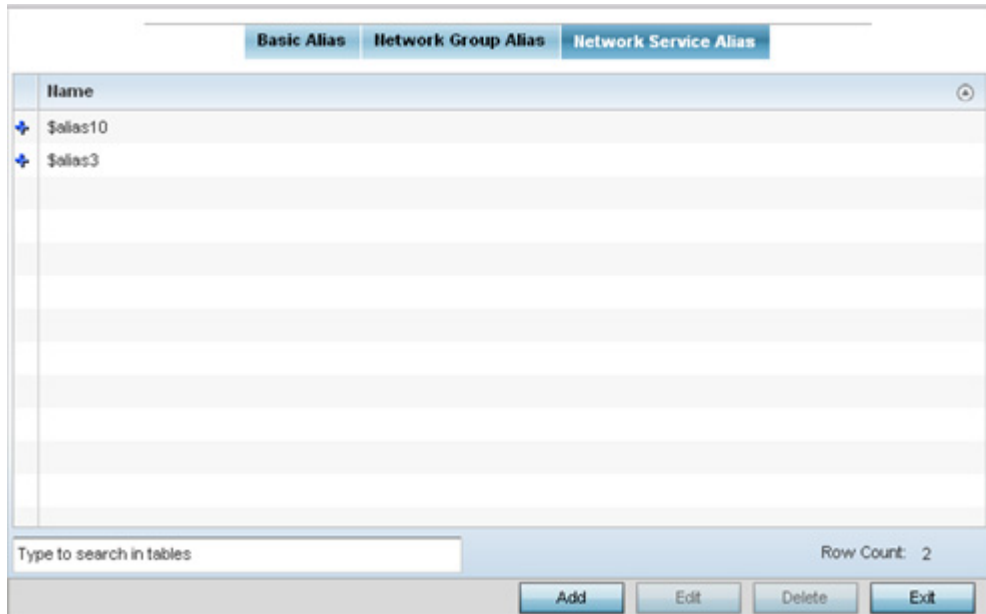 Basic Alias Network Group Alias Network Service Alias
Name
$alias10
$alias3
Type to search in tables Row Count: 2
Add Edit Delete Exit